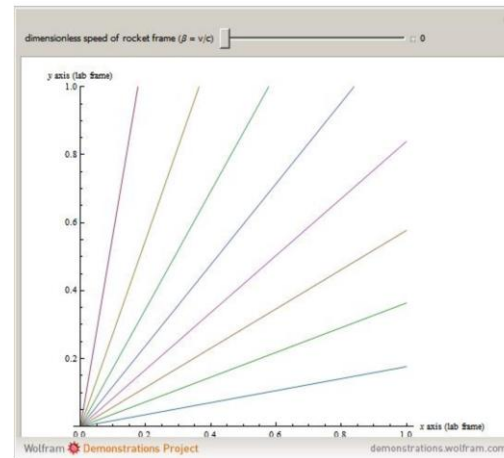 dimensionless speed of rocket frame (β = v/c) 0
y axis (lab frame)
1.0
0.8
0.6
0.4
0.2
0.0 0.2 0.4 0.6 0.8 1.0
x axis (lab frame)
Wolfram Demonstrations Project demonstrations.wolfram.com